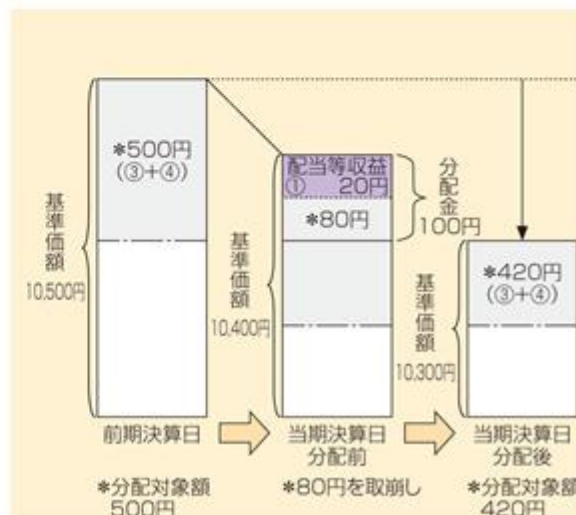 *500円
(③+④)
基準価額
10,500円
前期決算日
*分配対象額
500円
配当等収益
① 20円
*80円
分配金
100円
基準価額
10,400円
当期決算日
分配前
*80円を取崩し
*420円
(③+④)
基準価額
10,300円
当期決算日
分配後
*分配対象額
420円